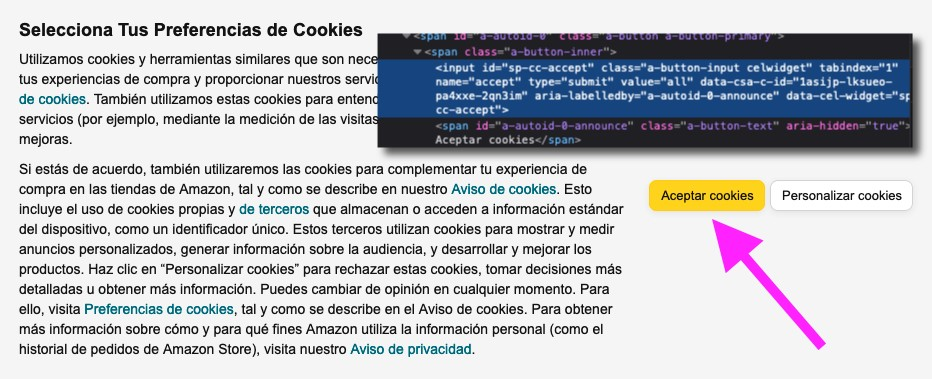 Selecciona Tus Preferencias de Cookies
Utilizamos cookies y herramientas similares que son nece
tus experiencias de compra y proporcionar nuestros servic
de cookies. También utilizamos estas cookies para entend
servicios (por ejemplo, mediante la medición de las visitas
mejoras.
<span id="a-autoid-0" class="a-button a-button-primary">
<span class="a-button-inner">
<input id="sp-cc-accept" class="a-button-input celwidget" tabindex="1"
name="accept" type="submit" value="all" data-csa-c-id="1asijp-lksueo-
pa4xxe-2qn3im" aria-labelledby="a-autoid-0-announce" data-cel-widget="sp
cc-accept">
<span id="a-autoid-0-announce" class="a-button-text" aria-hidden="true">
Aceptar cookies</span>
Si estás de acuerdo, también utilizaremos las cookies para complementar tu experiencia de
compra en las tiendas de Amazon, tal y como se describe en nuestro Aviso de cookies. Esto
incluye el uso de cookies propias y de terceros que almacenan o acceden a información estándar
del dispositivo, como un identificador único. Estos terceros utilizan cookies para mostrar y medir
anuncios personalizados, generar información sobre la audiencia, y desarrollar y mejorar los
productos. Haz clic en “Personalizar cookies” para rechazar estas cookies, tomar decisiones más
detalladas u obtener más información. Puedes cambiar de opinión en cualquier momento. Para
ello, visita Preferencias de cookies, tal y como se describe en el Aviso de cookies. Para obtener
más información sobre cómo y para qué fines Amazon utiliza la información personal (como el
historial de pedidos de Amazon Store), visita nuestro Aviso de privacidad.
Aceptar cookies
Personalizar cookies